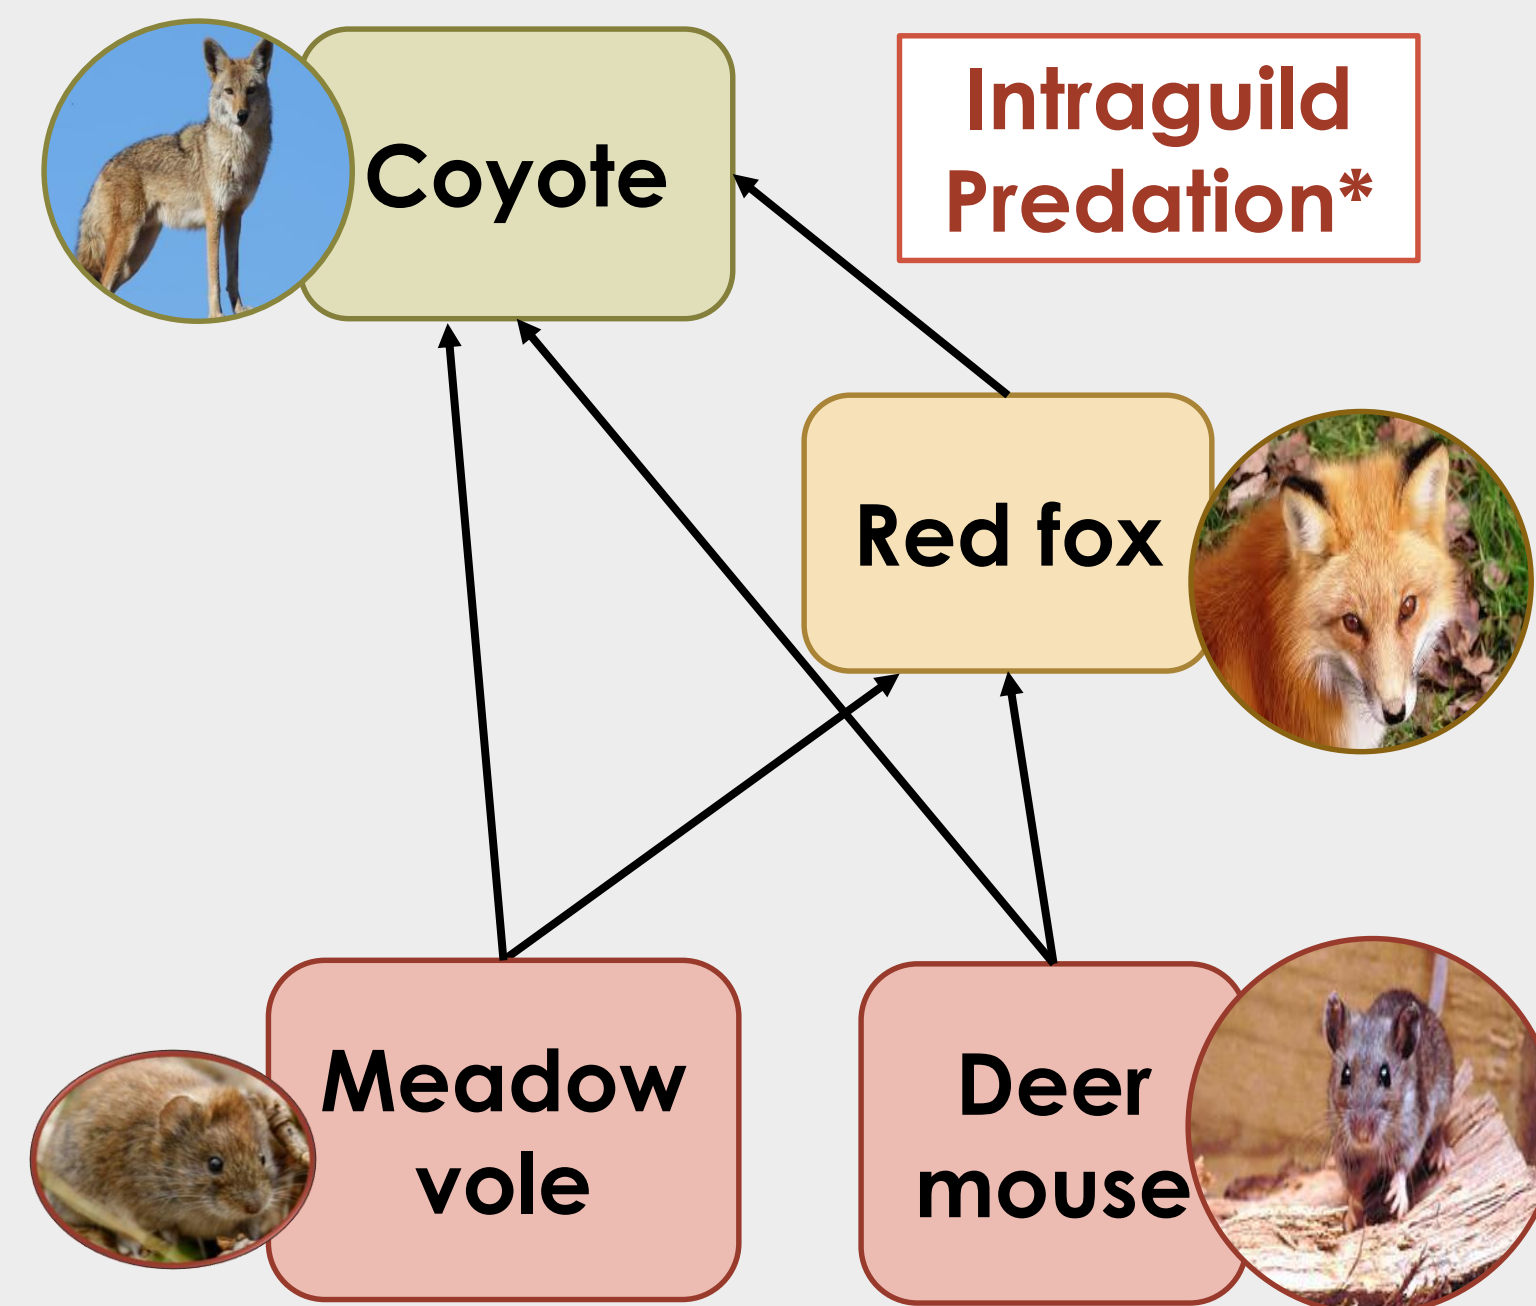 Coyote
Intraguild
Predation*
Red fox
Meadow
vole
Deer
mouse